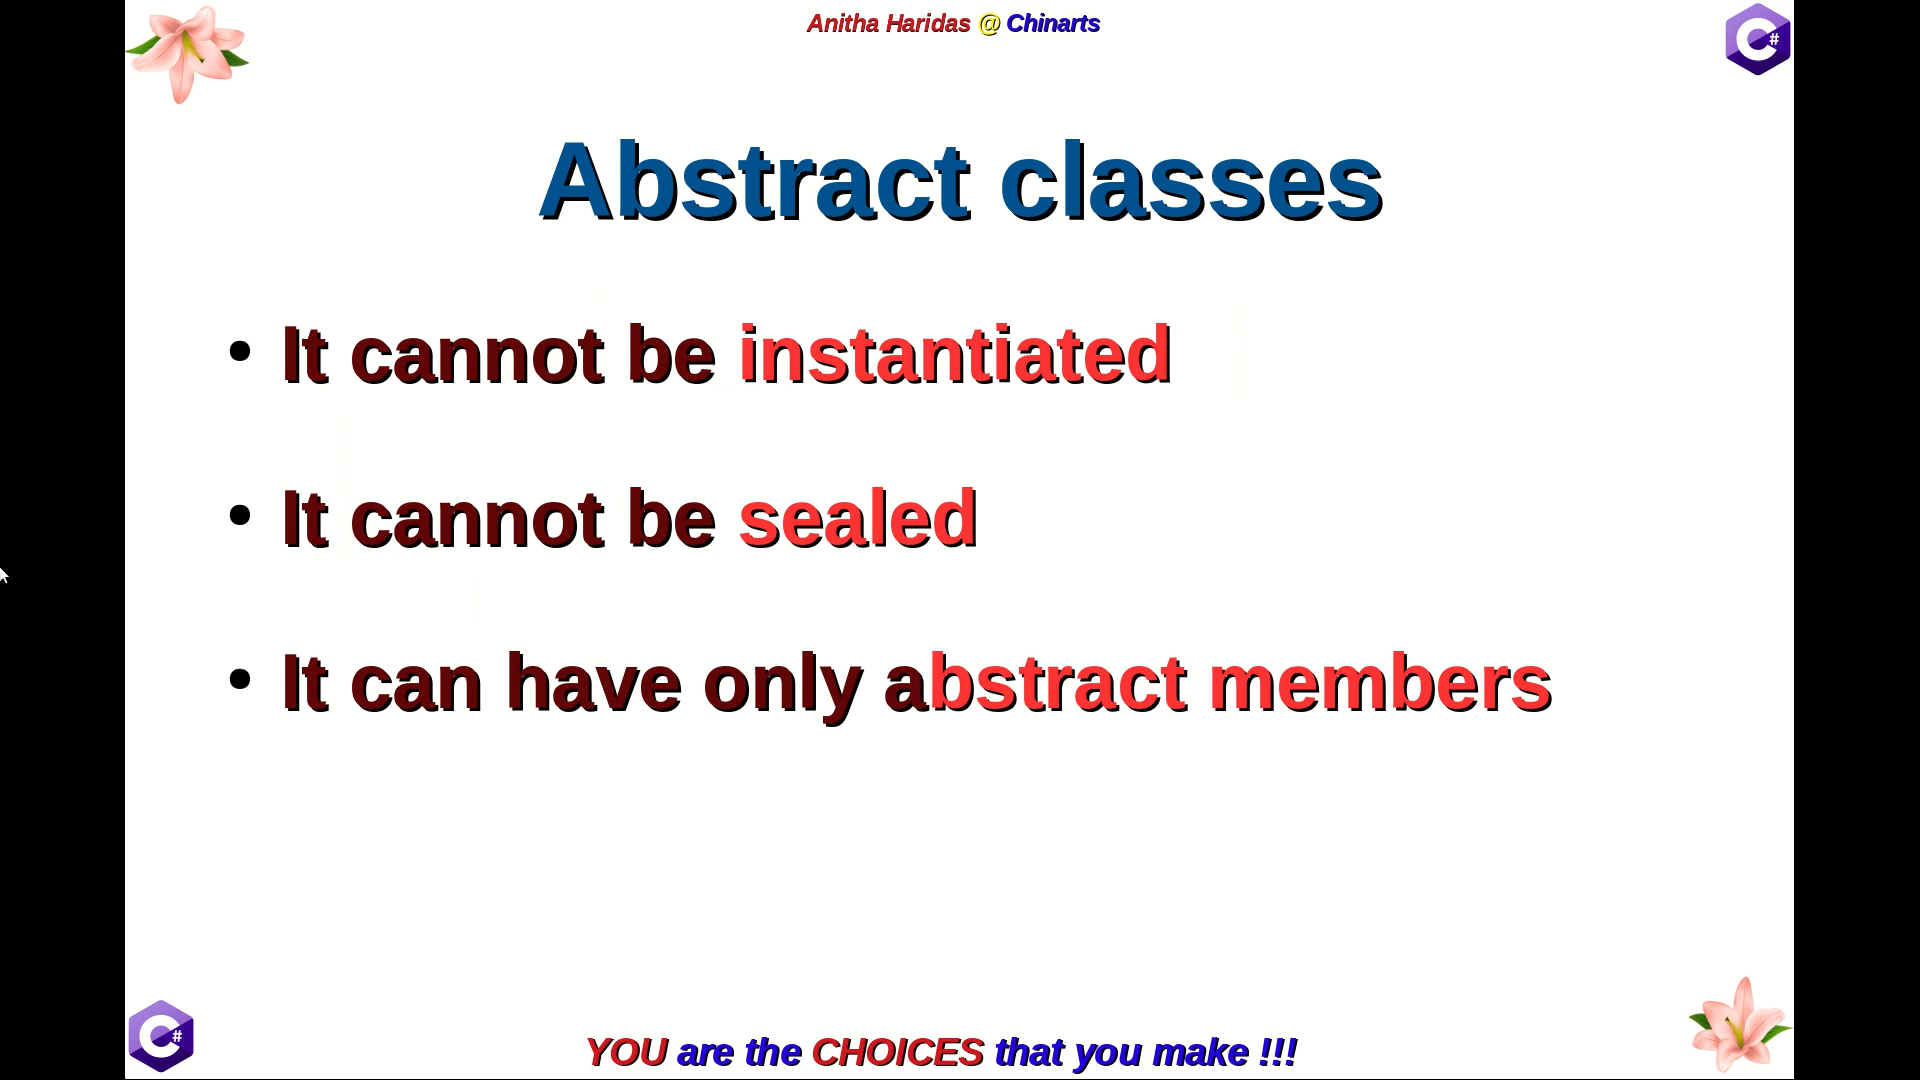 Anitha Haridas @ Chinarts
C#
Abstract classes
• It cannot be instantiated
• It cannot be sealed
• It can have only abstract members
C#
YOU are the CHOICES that you make !!!